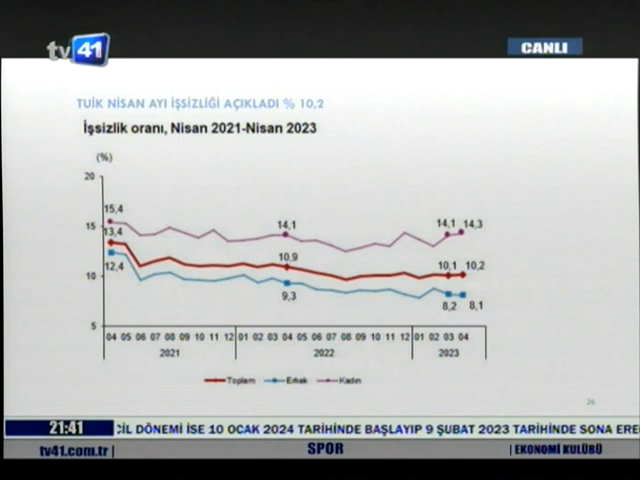 tv41
CANLI
TUİK NİSAN AYI İŞSİZLİĞİ AÇIKLADI % 10,2
İşsizlik oranı, Nisan 2021-Nisan 2023
(%)
20
15
10
5
15,4
13,4
12,4
14,1
10,9
9,3
14,1
14,3
10,1
10,2
8,2
8,1
04 05 06 07 08 09 10 11 12 01 02 03 04 05 06 07 08 09 10 11 12 01 02 03 04
2021 2022 2023
Toplam Erkek Kadın
26
21:41 CİL DÖNEMİ İSE 10 OCAK 2024 TARİHİNDE BAŞLAYIP 9 ŞUBAT 2023 TARİHİNDE SONA ERE
tv41.com.tr | SPOR | EKONOMİ KULÜBÜ